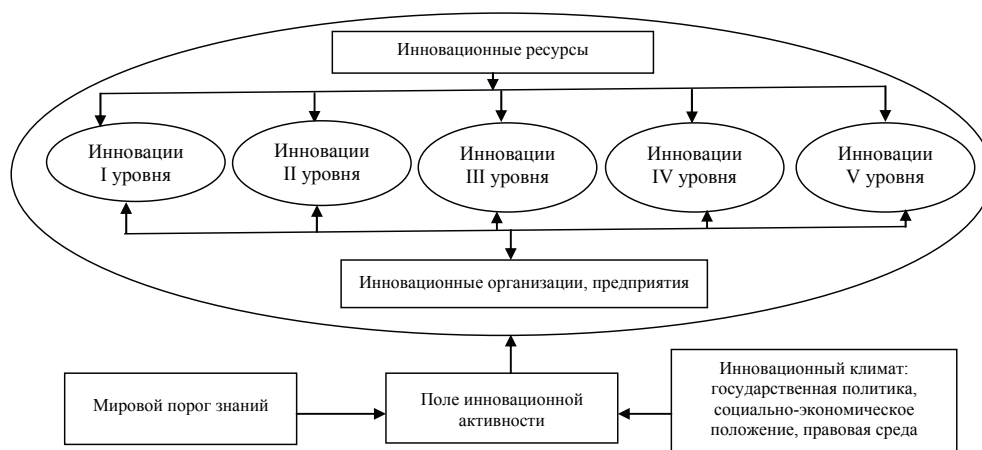 Инновационные ресурсы
Инновации
I уровня
Инновации
II уровня
Инновации
III уровня
Инновации
IV уровня
Инновации
V уровня
Инновационные организации, предприятия
Мировой порог знаний
Поле инновационной
активности
Инновационный климат:
государственная политика,
социально-экономическое
положение, правовая среда